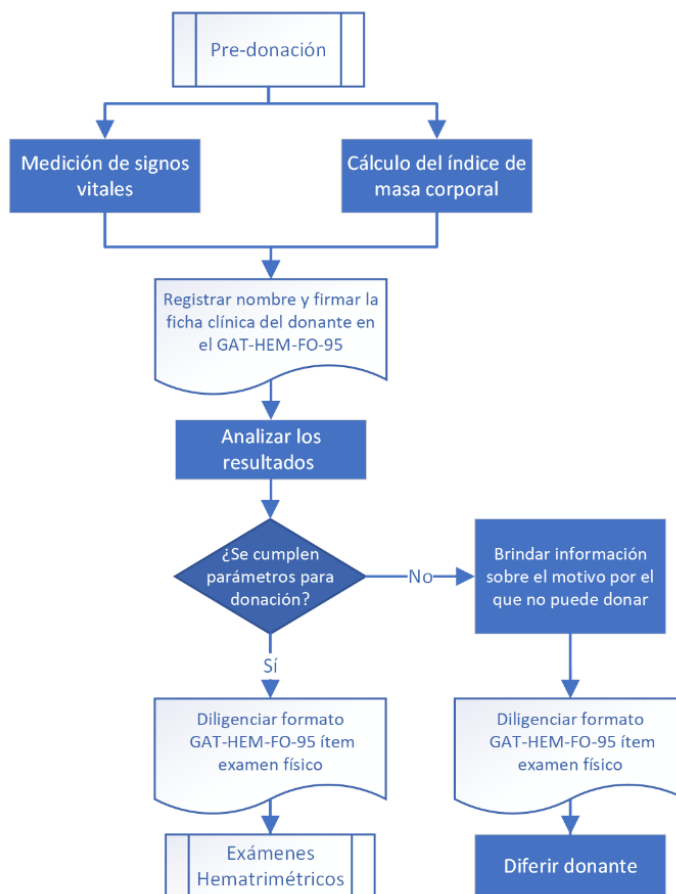 Pre-donación
Medición de signos
vitales
Cálculo del índice de
masa corporal
Registrar nombre y firmar la
ficha clínica del donante en
el GAT-HEM-FO-95
Analizar los
resultados
¿Se cumplen
parámetros para
donación?
No
Brindar información
sobre el motivo por el
que no puede donar
Sí
Diligenciar formato
GAT-HEM-FO-95 ítem
examen físico
Diligenciar formato
GAT-HEM-FO-95 ítem
examen físico
Exámenes
Hematrimétricos
Diferir donante